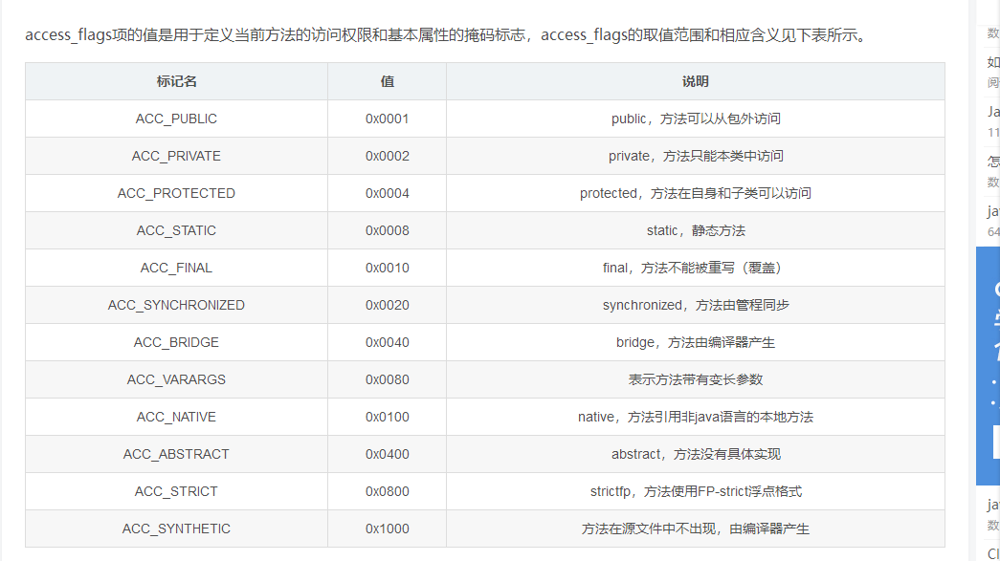 access_flags项的值是用于定义当前方法的访问权限和基本属性的掩码标志，access_flags的取值范围和相应含义见下表所示。
标记名 值 说明
ACC_PUBLIC 0x0001 public，方法可以从包外访问
ACC_PRIVATE 0x0002 private，方法只能本类中访问
ACC_PROTECTED 0x0004 protected，方法在自身和子类可以访问
ACC_STATIC 0x0008 static，静态方法
ACC_FINAL 0x0010 final，方法不能被重写（覆盖）
ACC_SYNCHRONIZED 0x0020 synchronized，方法由管程同步
ACC_BRIDGE 0x0040 bridge，方法由编译器产生
ACC_VARARGS 0x0080 表示方法带有变长参数
ACC_NATIVE 0x0100 native，方法引用非java语言的本地方法
ACC_ABSTRACT 0x0400 abstract，方法没有具体实现
ACC_STRICT 0x0800 strictfp，方法使用FP-strict浮点格式
ACC_SYNTHETIC 0x1000 方法在源文件中不出现，由编译器产生
数
如
阅
Ja
11
怎
数
64
数